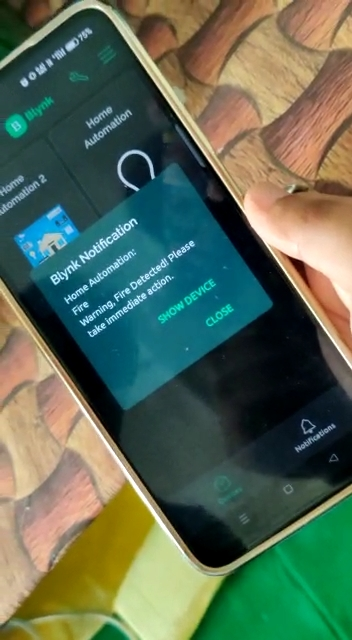 75%
B Blynk
Home
Automation
Home
Automation 2
Blynk Notification
Home Automation:
Fire
Warning, Fire Detected! Please
take immediate action.
SHOW DEVICE
CLOSE
Notifications